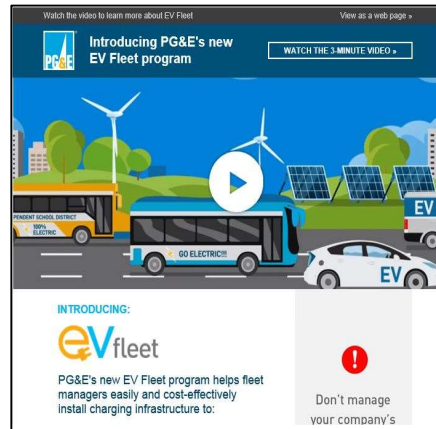 Watch the video to learn more about EV Fleet
View as a web page »
PG&E
Introducing PG&E's new
EV Fleet program
WATCH THE 3-MINUTE VIDEO »
PENDENT SCHOOL DISTRICT
100%
ELECTRIC
GO ELECTRIC!!!
EV
EV
INTRODUCING:
eVfleet
PG&E's new EV Fleet program helps fleet
managers easily and cost-effectively
install charging infrastructure to:
!
Don't manage
your company's